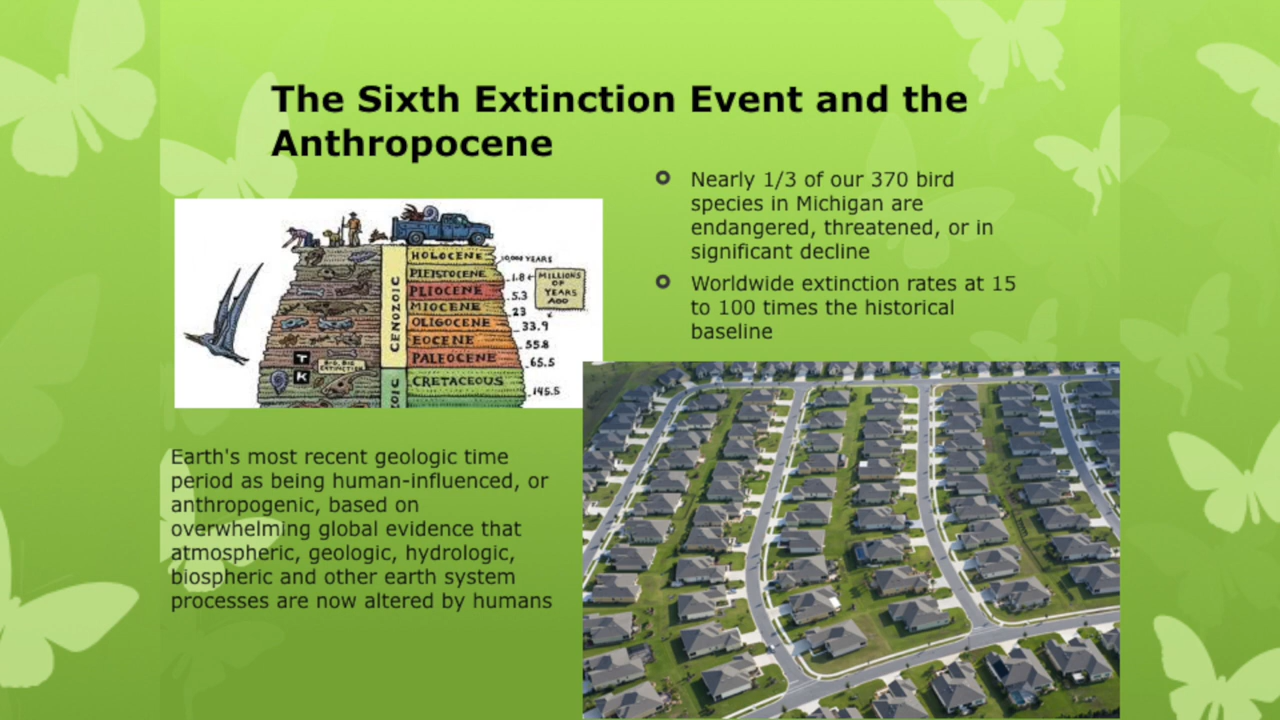 The Sixth Extinction Event and the
Anthropocene
Nearly 1/3 of our 370 bird
species in Michigan are
endangered, threatened, or in
significant decline
Worldwide extinction rates at 15
to 100 times the historical
baseline
HOLOCENE
10,000 YEARS
PLEISTOCENE
1.8
MILLIONS
OF
YEARS
AGO
PLIOCENE
5.3
MIOCENE
23
OLIGOCENE
33.9
EOCENE
55.8
PALEOCENE
65.5
CRETACEOUS
145.5
CENOZOIC
ZOIC
T
K
BIG, BIG
EXTINCTION
Earth's most recent geologic time
period as being human-influenced, or
anthropogenic, based on
overwhelming global evidence that
atmospheric, geologic, hydrologic,
biospheric and other earth system
processes are now altered by humans